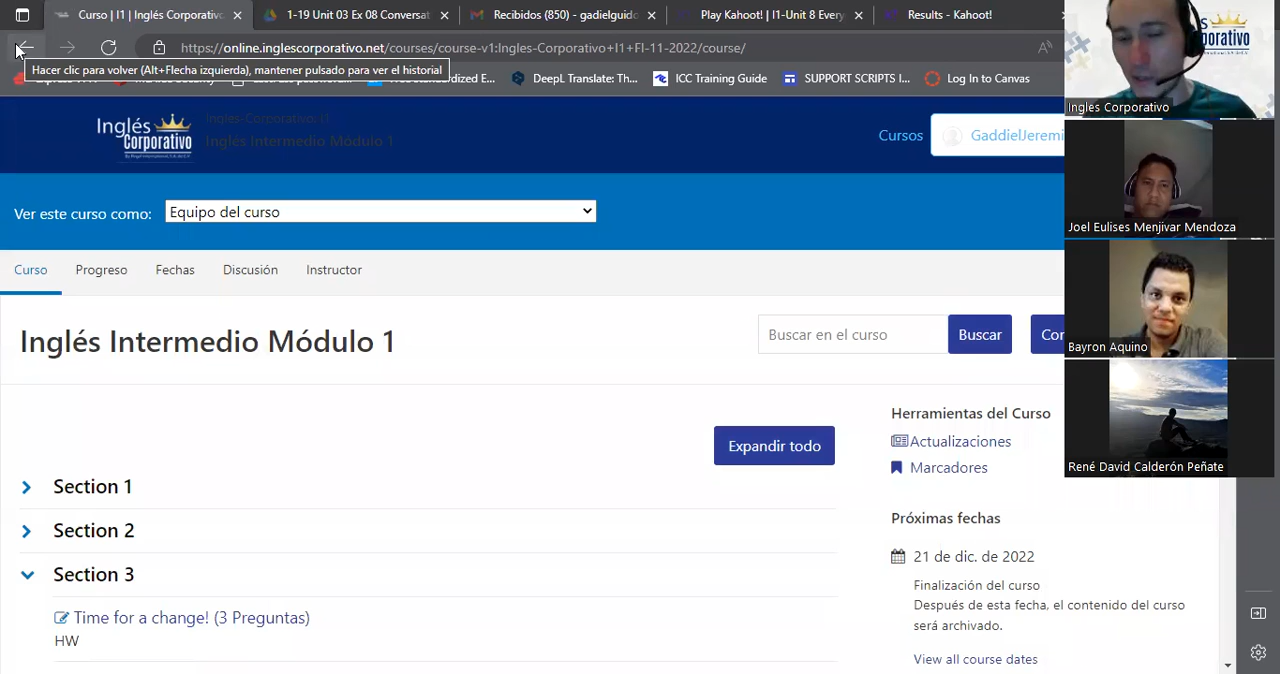 Curso | I1 | Inglés Corporativo,
1-19 Unit 03 Ex 08 Conversat
Recibidos (850) - gadielguido
Play Kahoot! | I1-Unit 8 Every
Results - Kahoot!
https://online.inglescorporativo.net/courses/course-v1:Ingles-Corporativo+I1+FI-11-2022/course/
Hacer clic para volver (Alt+Flecha izquierda), mantener pulsado para ver el historial
dized E...
DeepL Translate: Th...
ICC Training Guide
SUPPORT SCRIPTS I...
Log In to Canvas
Inglés
Corporativo
Ingles-Corporativo-I1
Inglés Intermedio Módulo 1
Cursos
GaddielJeremi
Ver este curso como:
Equipo del curso
Curso
Progreso
Fechas
Discusión
Instructor
Inglés Intermedio Módulo 1
Buscar en el curso
Buscar
Expandir todo
Section 1
Section 2
Section 3
Time for a change! (3 Preguntas)
HW
Herramientas del Curso
Actualizaciones
Marcadores
Próximas fechas
21 de dic. de 2022
Finalización del curso
Después de esta fecha, el contenido del curso
será archivado.
View all course dates
Ingles Corporativo
Joel Eulises Menjivar Mendoza
Bayron Aquino
René David Calderón Peñate